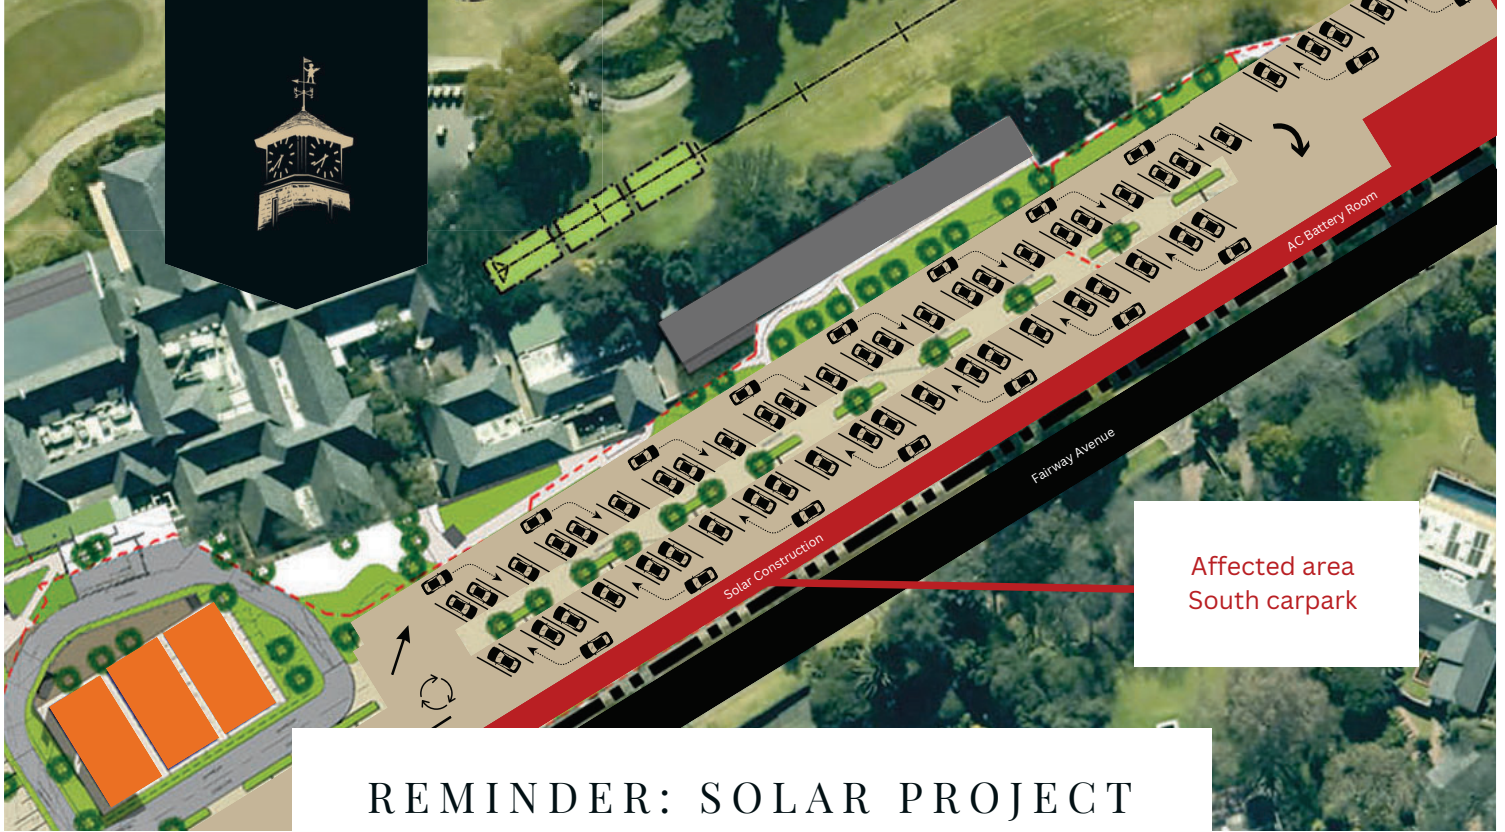 AC Battery Room
Fairway Avenue
Solar Construction
Affected area
South carpark
REMINDER: SOLAR PROJECT